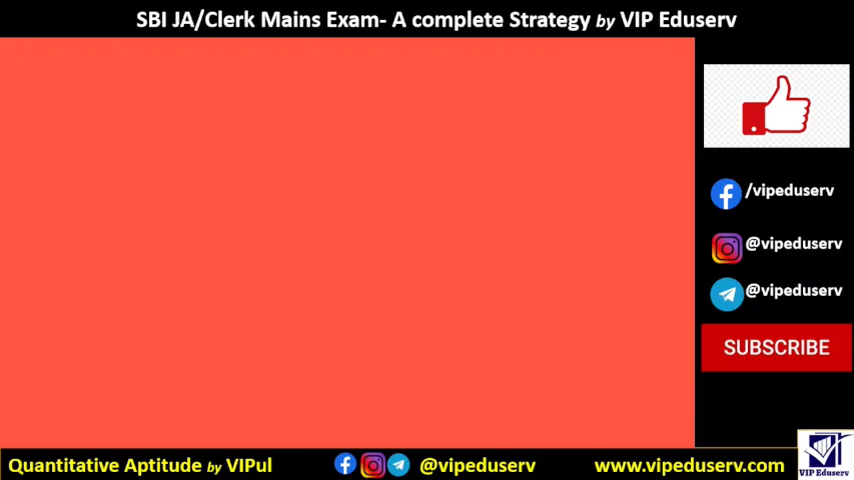 SBI JA/Clerk Mains Exam- A complete Strategy by VIP Eduserv
/vipeduserv
@vipeduserv
@vipeduserv
SUBSCRIBE
Quantitative Aptitude by VIPul @vipeduserv www.vipeduserv.com
VIP Eduserv